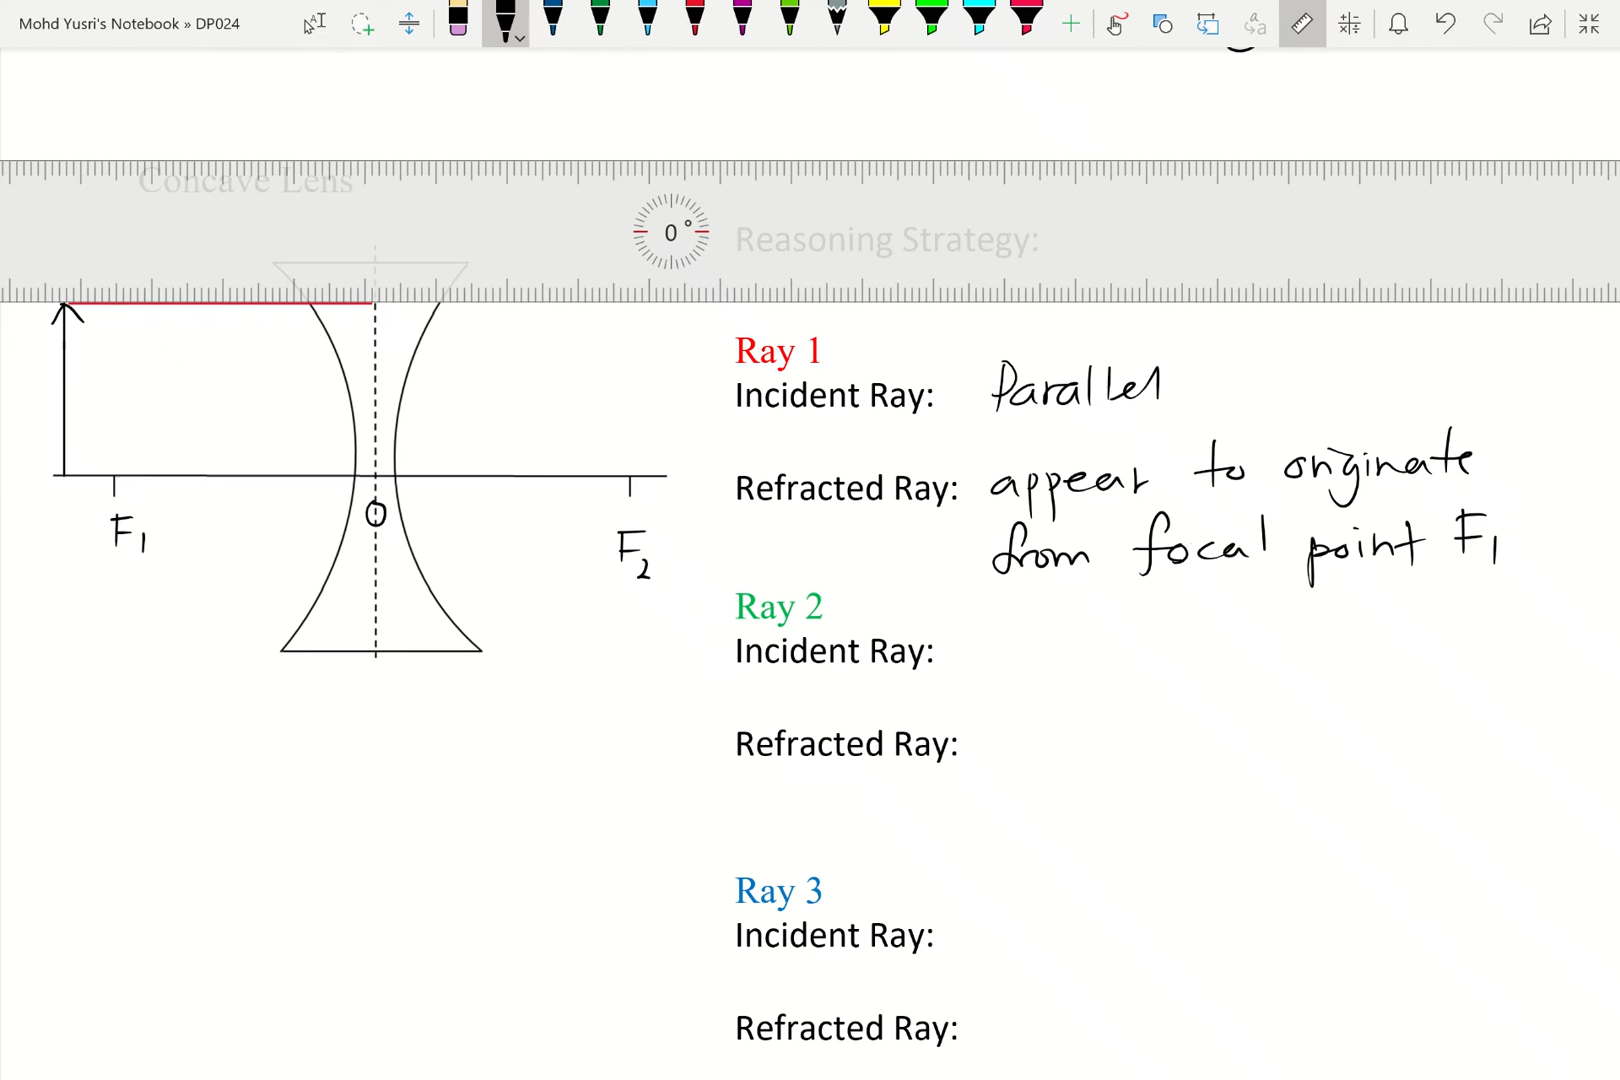 Mohd Yusri's Notebook » DP024
Concave Lens
0°
Reasoning Strategy:
Ray 1
Incident Ray: Parallel
Refracted Ray: appear to originate
from focal point F1
O
F1
F2
Ray 2
Incident Ray:
Refracted Ray:
Ray 3
Incident Ray:
Refracted Ray: